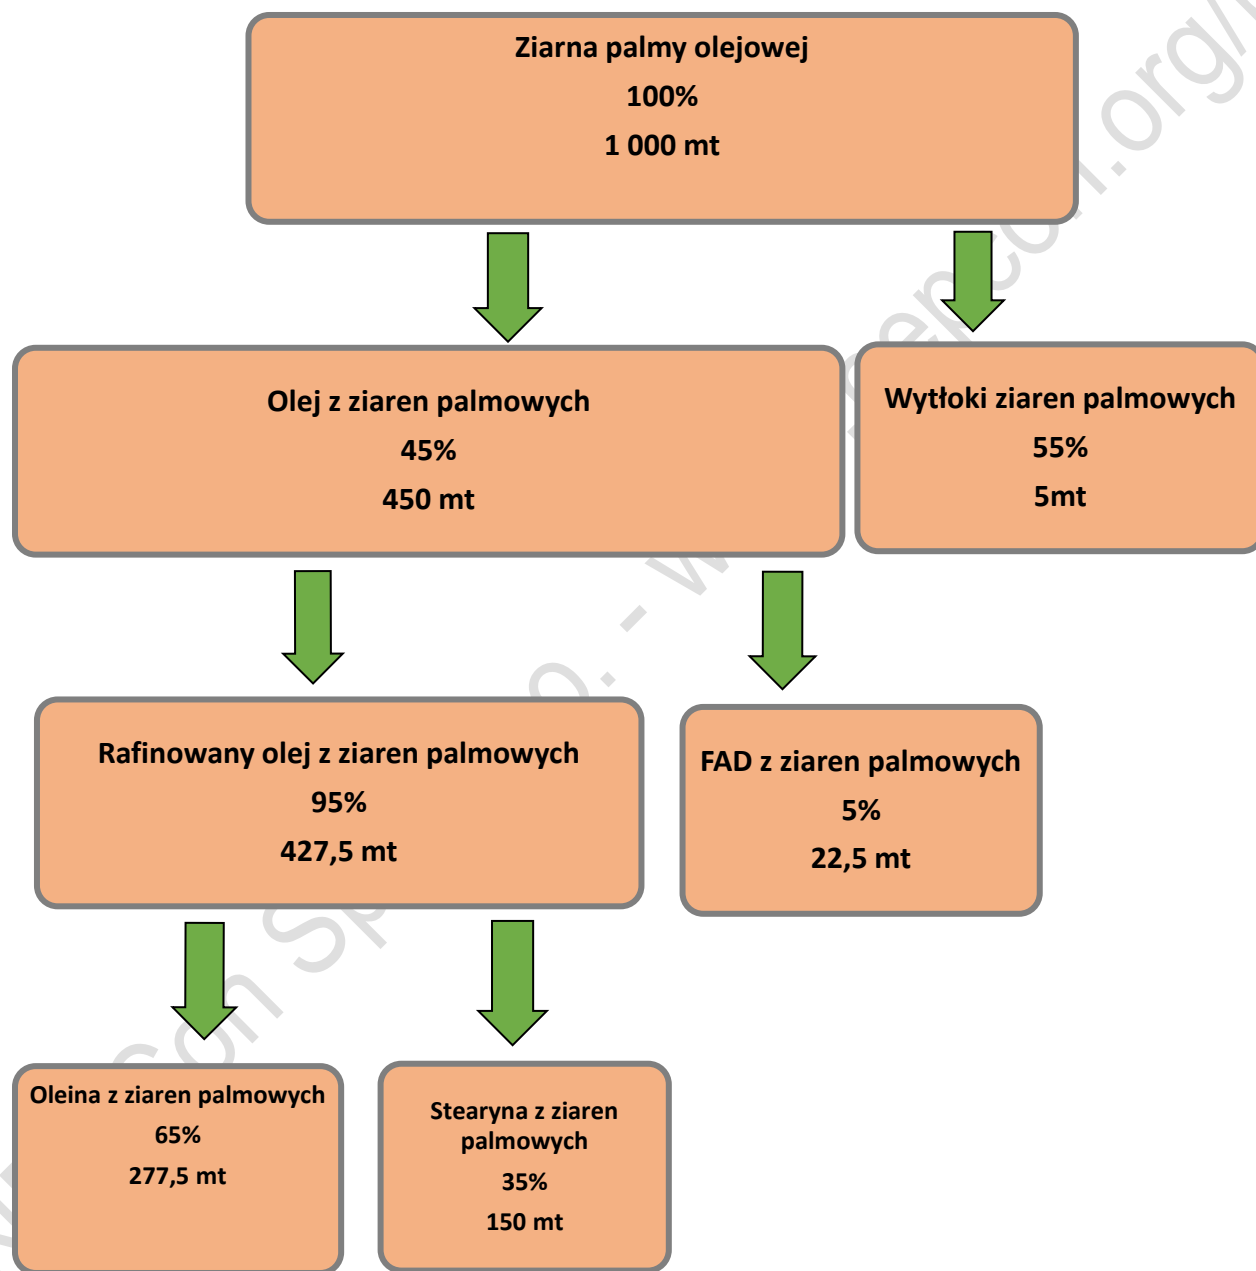 Ziarna palmy olejowej
100%
1 000 mt
Olej z ziaren palmowych
45%
450 mt
Wytłoki ziaren palmowych
55%
5mt
Rafinowany olej z ziaren palmowych
95%
427,5 mt
FAD z ziaren palmowych
5%
22,5 mt
Oleina z ziaren palmowych
65%
277,5 mt
Stearyna z ziaren
palmowych
35%
150 mt